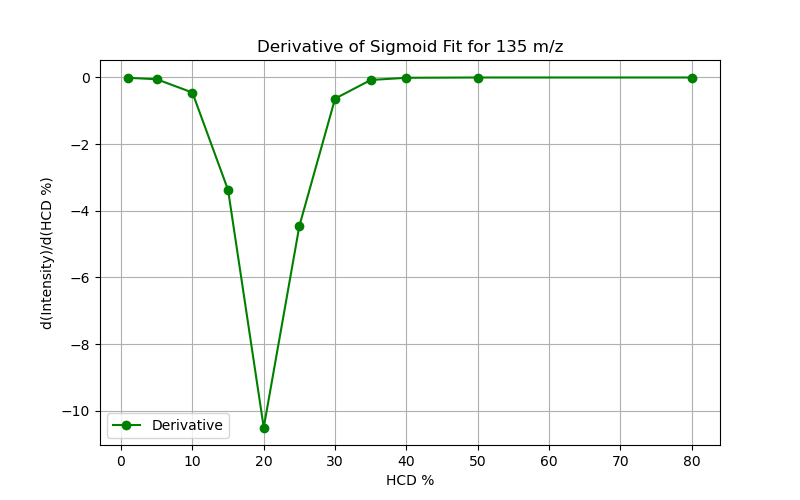 Derivative of Sigmoid Fit for 135 m/z
d(Intensity)/d(HCD %)
0
−2
−4
−6
−8
−10
Derivative
0 10 20 30 40 50 60 70 80
HCD %